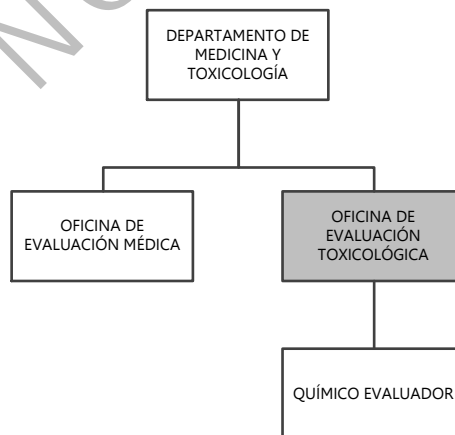 DEPARTAMENTO DE
MEDICINA Y
TOXICOLOGÍA
OFICINA DE
EVALUACIÓN MÉDICA
OFICINA DE
EVALUACIÓN
TOXICOLÓGICA
QUÍMICO EVALUADOR